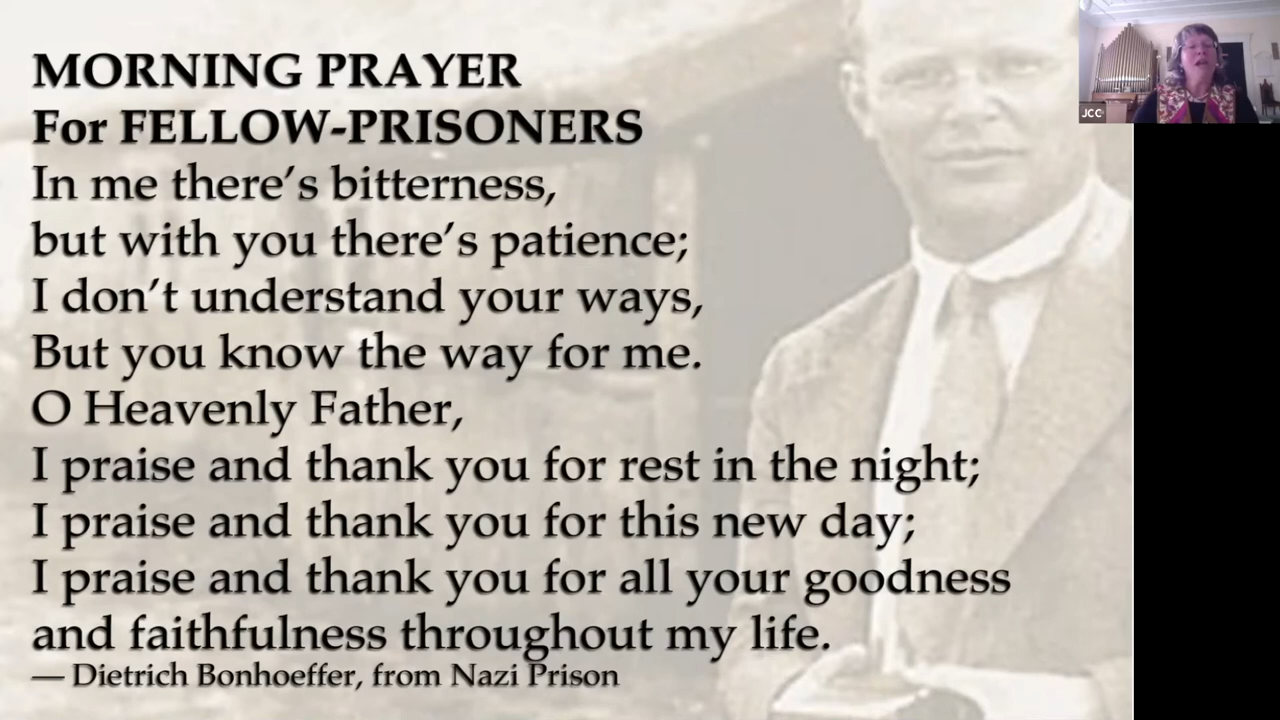 MORNING PRAYER
For FELLOW-PRISONERS
In me there’s bitterness,
but with you there’s patience;
I don’t understand your ways,
But you know the way for me.
O Heavenly Father,
I praise and thank you for rest in the night;
I praise and thank you for this new day;
I praise and thank you for all your goodness
and faithfulness throughout my life.
— Dietrich Bonhoeffer, from Nazi Prison
JCC